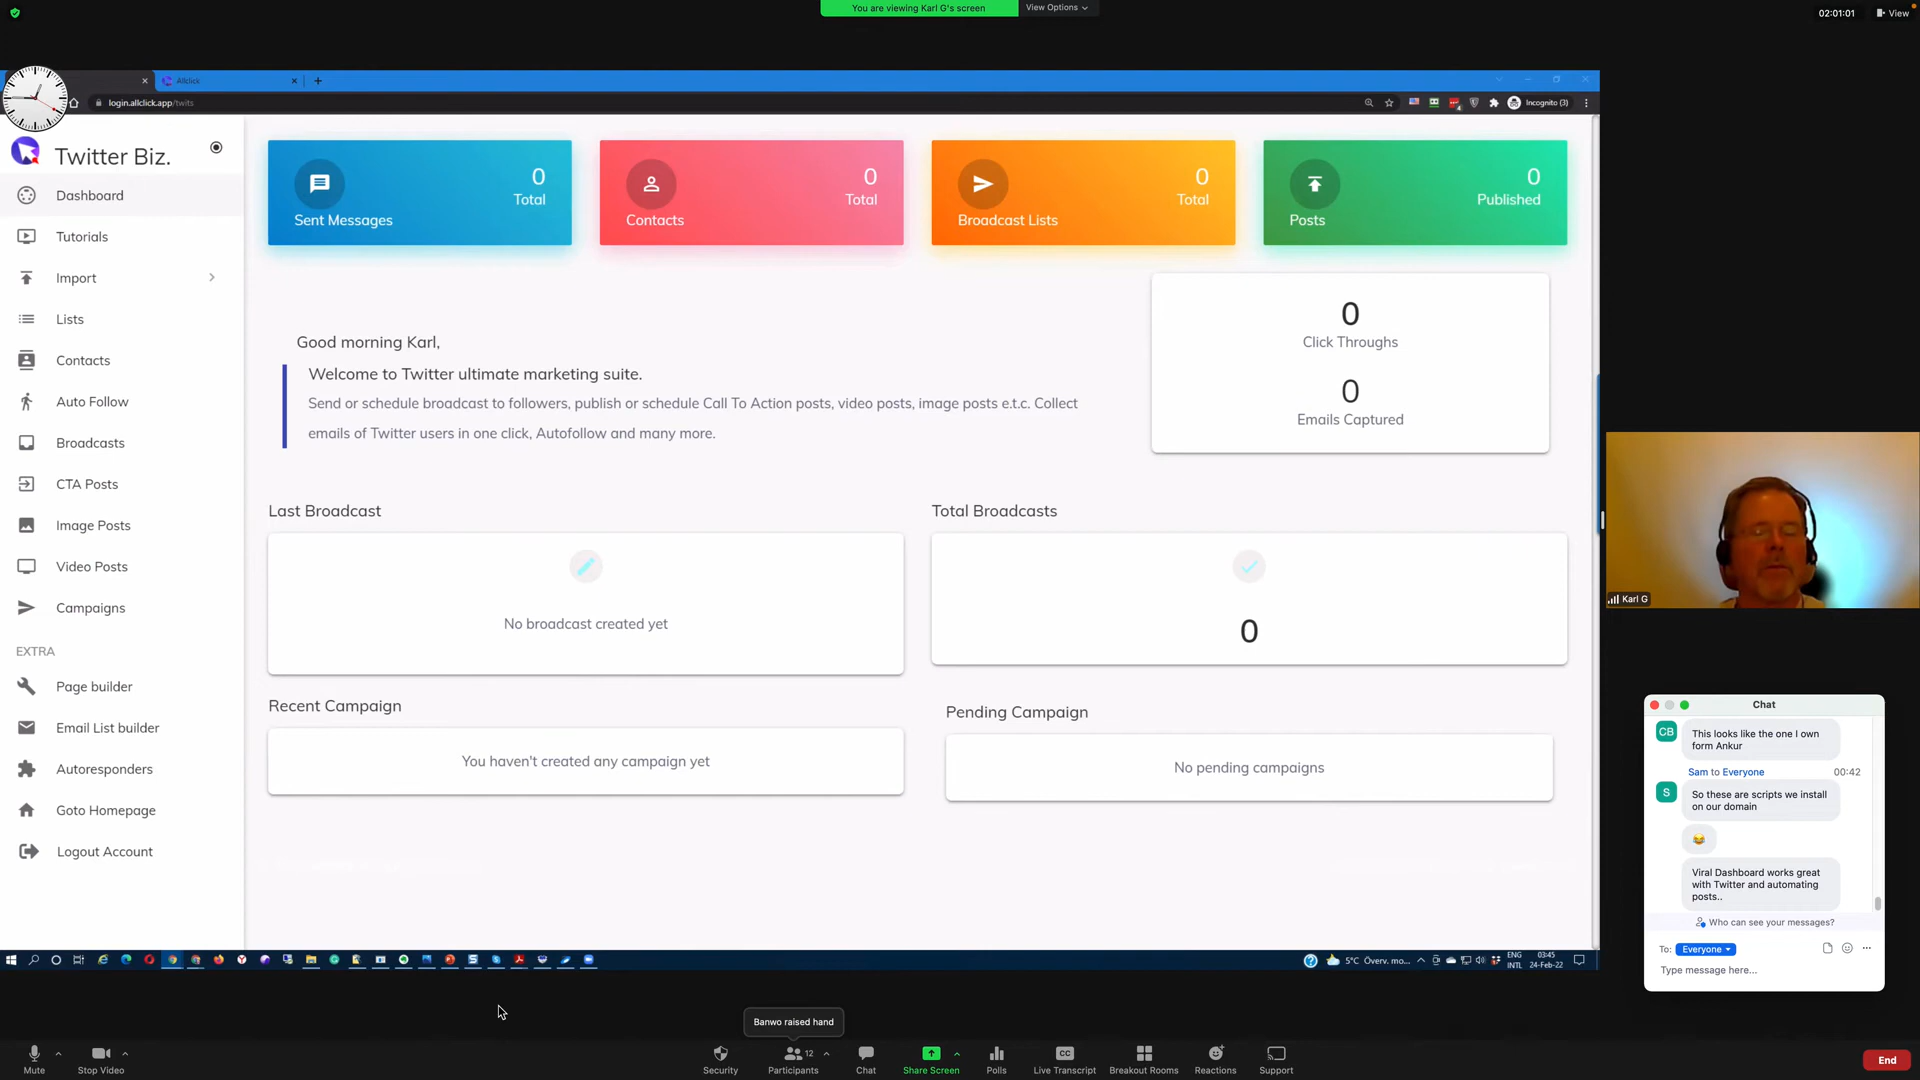 You are viewing Karl G's screen
View Options
02:01:01
View
Allclick
login.allclick.app/twits
Incognito (3)
Twitter Biz.
Dashboard
Tutorials
Import
Lists
Contacts
Auto Follow
Broadcasts
CTA Posts
Image Posts
Video Posts
Campaigns
EXTRA
Page builder
Email List builder
Autoresponders
Goto Homepage
Logout Account
0
Total
Sent Messages
0
Total
Contacts
0
Total
Broadcast Lists
0
Published
Posts
Good morning Karl,
Welcome to Twitter ultimate marketing suite.
Send or schedule broadcast to followers, publish or schedule Call To Action posts, video posts, image posts e.t.c. Collect
emails of Twitter users in one click, Autofollow and many more.
0
Click Throughs
0
Emails Captured
Last Broadcast
No broadcast created yet
Total Broadcasts
0
Recent Campaign
You haven't created any campaign yet
Pending Campaign
No pending campaigns
5°C Överv. mo...
ENG
INTL
03:45
24-Feb-22
Karl G
Chat
CB
This looks like the one I own
form Ankur
Sam to Everyone
00:42
S
So these are scripts we install
on our domain
😂
Viral Dashboard works great
with Twitter and automating
posts..
Who can see your messages?
To: Everyone
Type message here...
Banwo raised hand
Mute
Stop Video
Security
12
Participants
Chat
Share Screen
Polls
CC
Live Transcript
Breakout Rooms
Reactions
Support
End